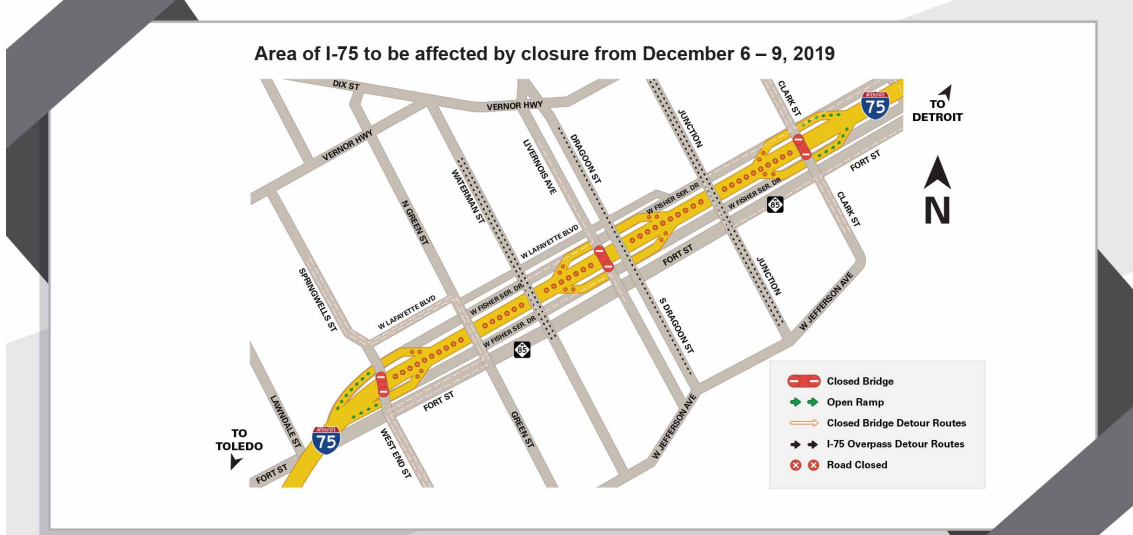 Area of I-75 to be affected by closure from December 6 – 9, 2019
DIX ST
VERNOR HWY
VERNOR HWY
CLARK ST
INTERSTATE
75
TO
DETROIT
JUNCTION
DRAGOON ST
LIVERNOIS AVE
WATERMAN ST
FORT ST
N
N GREEN ST
W FISHER SER. DR
W FISHER SER. DR
85
CLARK ST
W LAFAYETTE BLVD
FORT ST
SPRINGWELLS ST
JUNCTION
W LAFAYETTE BLVD
W FISHER SER. DR
W FISHER SER. DR
S DRAGOON ST
W JEFFERSON AVE
85
FORT ST
LAWNDALE ST
WEST END ST
GREEN ST
W JEFFERSON AVE
TO
TOLEDO
INTERSTATE
75
FORT ST
Closed Bridge
Open Ramp
Closed Bridge Detour Routes
I-75 Overpass Detour Routes
Road Closed